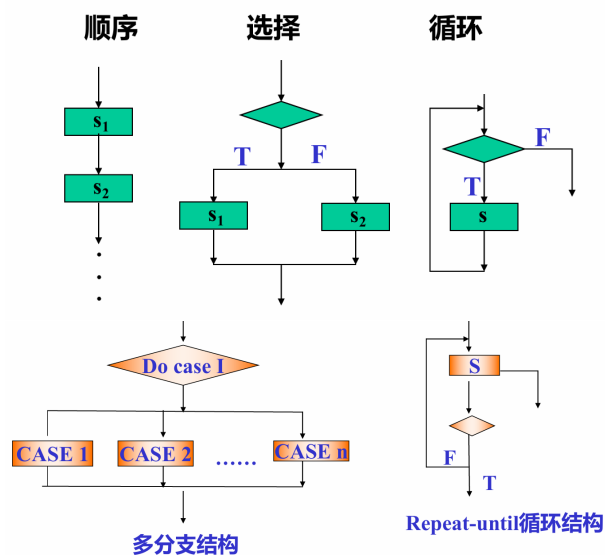 顺序 选择 循环
T F
F
T
s₁
s₂
s₁ s₂ s
Do case I
CASE 1 CASE 2 …… CASE n
S
F
T
多分支结构
Repeat-until循环结构